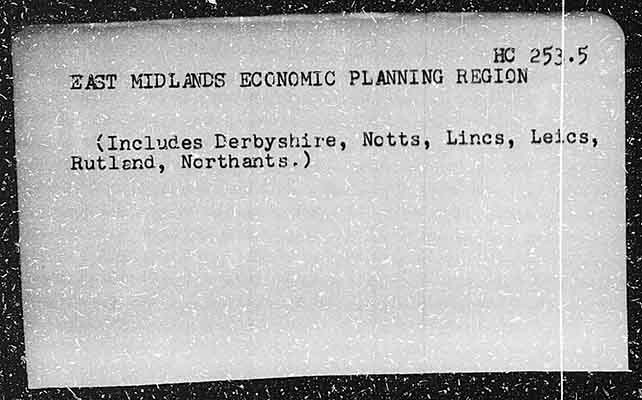 HC 253.5
EAST MIDLANDS ECONOMIC PLANNING REGION
(Includes Derbyshire, Notts, Lincs, Leics,
Rutland, Northants.)